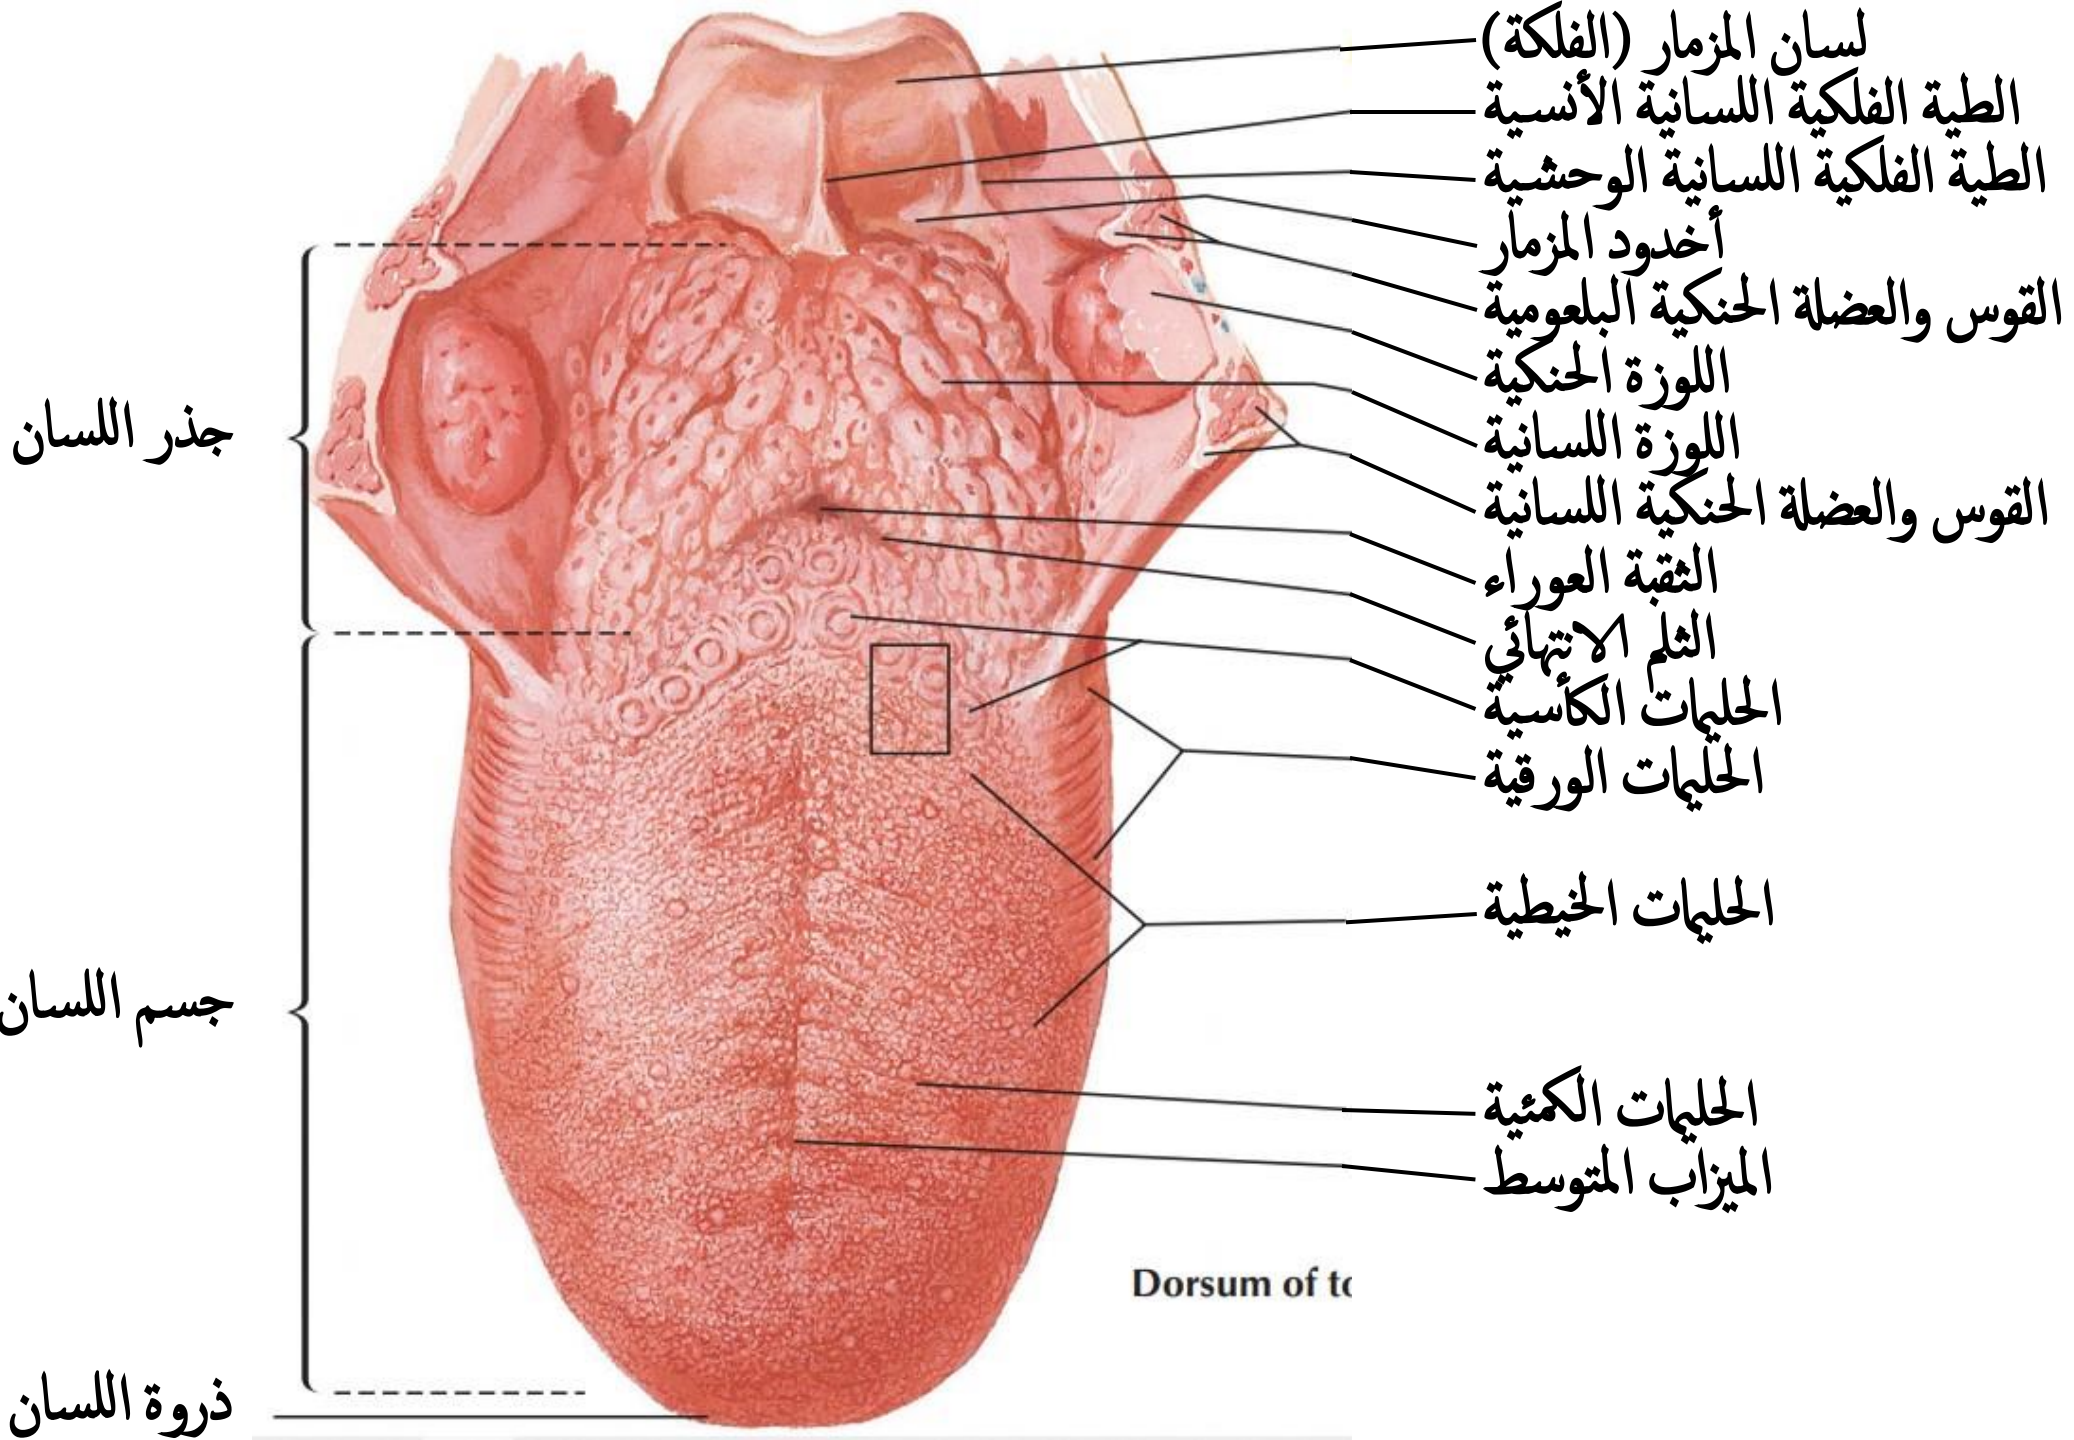 لسان المزمار (الفلكة)
الطية الفلكية اللسانية الأنسية
الطية الفلكية اللسانية الوحشية
أخدود المزمار
القوس والعضلة الحنكية البلعومية
اللوزة الحنكية
اللوزة اللسانية
القوس والعضلة الحنكية اللسانية
الثقبة العوراء
الثلم الانتهائي
الحليمات الكأسية
الحليمات الورقية
الحليمات الخيطية
الحليمات الكمئية
الميزاب المتوسط
جذر اللسان
جسم اللسان
ذروة اللسان
Dorsum of to